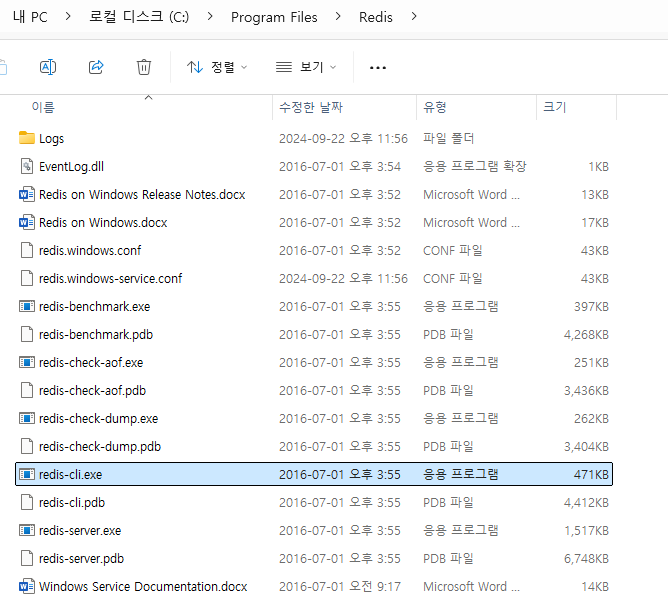 내 PC > 로컬 디스크 (C:) > Program Files > Redis >
정렬 보기 ...
이름 수정한 날짜 유형 크기
Logs 2024-09-22 오후 11:56 파일 폴더
EventLog.dll 2016-07-01 오후 3:54 응용 프로그램 확장 1KB
Redis on Windows Release Notes.docx 2016-07-01 오후 3:52 Microsoft Word ... 13KB
Redis on Windows.docx 2016-07-01 오후 3:52 Microsoft Word ... 17KB
redis.windows.conf 2016-07-01 오후 3:52 CONF 파일 43KB
redis.windows-service.conf 2024-09-22 오후 11:56 CONF 파일 43KB
redis-benchmark.exe 2016-07-01 오후 3:55 응용 프로그램 397KB
redis-benchmark.pdb 2016-07-01 오후 3:55 PDB 파일 4,268KB
redis-check-aof.exe 2016-07-01 오후 3:55 응용 프로그램 251KB
redis-check-aof.pdb 2016-07-01 오후 3:55 PDB 파일 3,436KB
redis-check-dump.exe 2016-07-01 오후 3:55 응용 프로그램 262KB
redis-check-dump.pdb 2016-07-01 오후 3:55 PDB 파일 3,404KB
redis-cli.exe 2016-07-01 오후 3:55 응용 프로그램 471KB
redis-cli.pdb 2016-07-01 오후 3:55 PDB 파일 4,412KB
redis-server.exe 2016-07-01 오후 3:55 응용 프로그램 1,517KB
redis-server.pdb 2016-07-01 오후 3:55 PDB 파일 6,748KB
Windows Service Documentation.docx 2016-07-01 오전 9:17 Microsoft Word ... 14KB